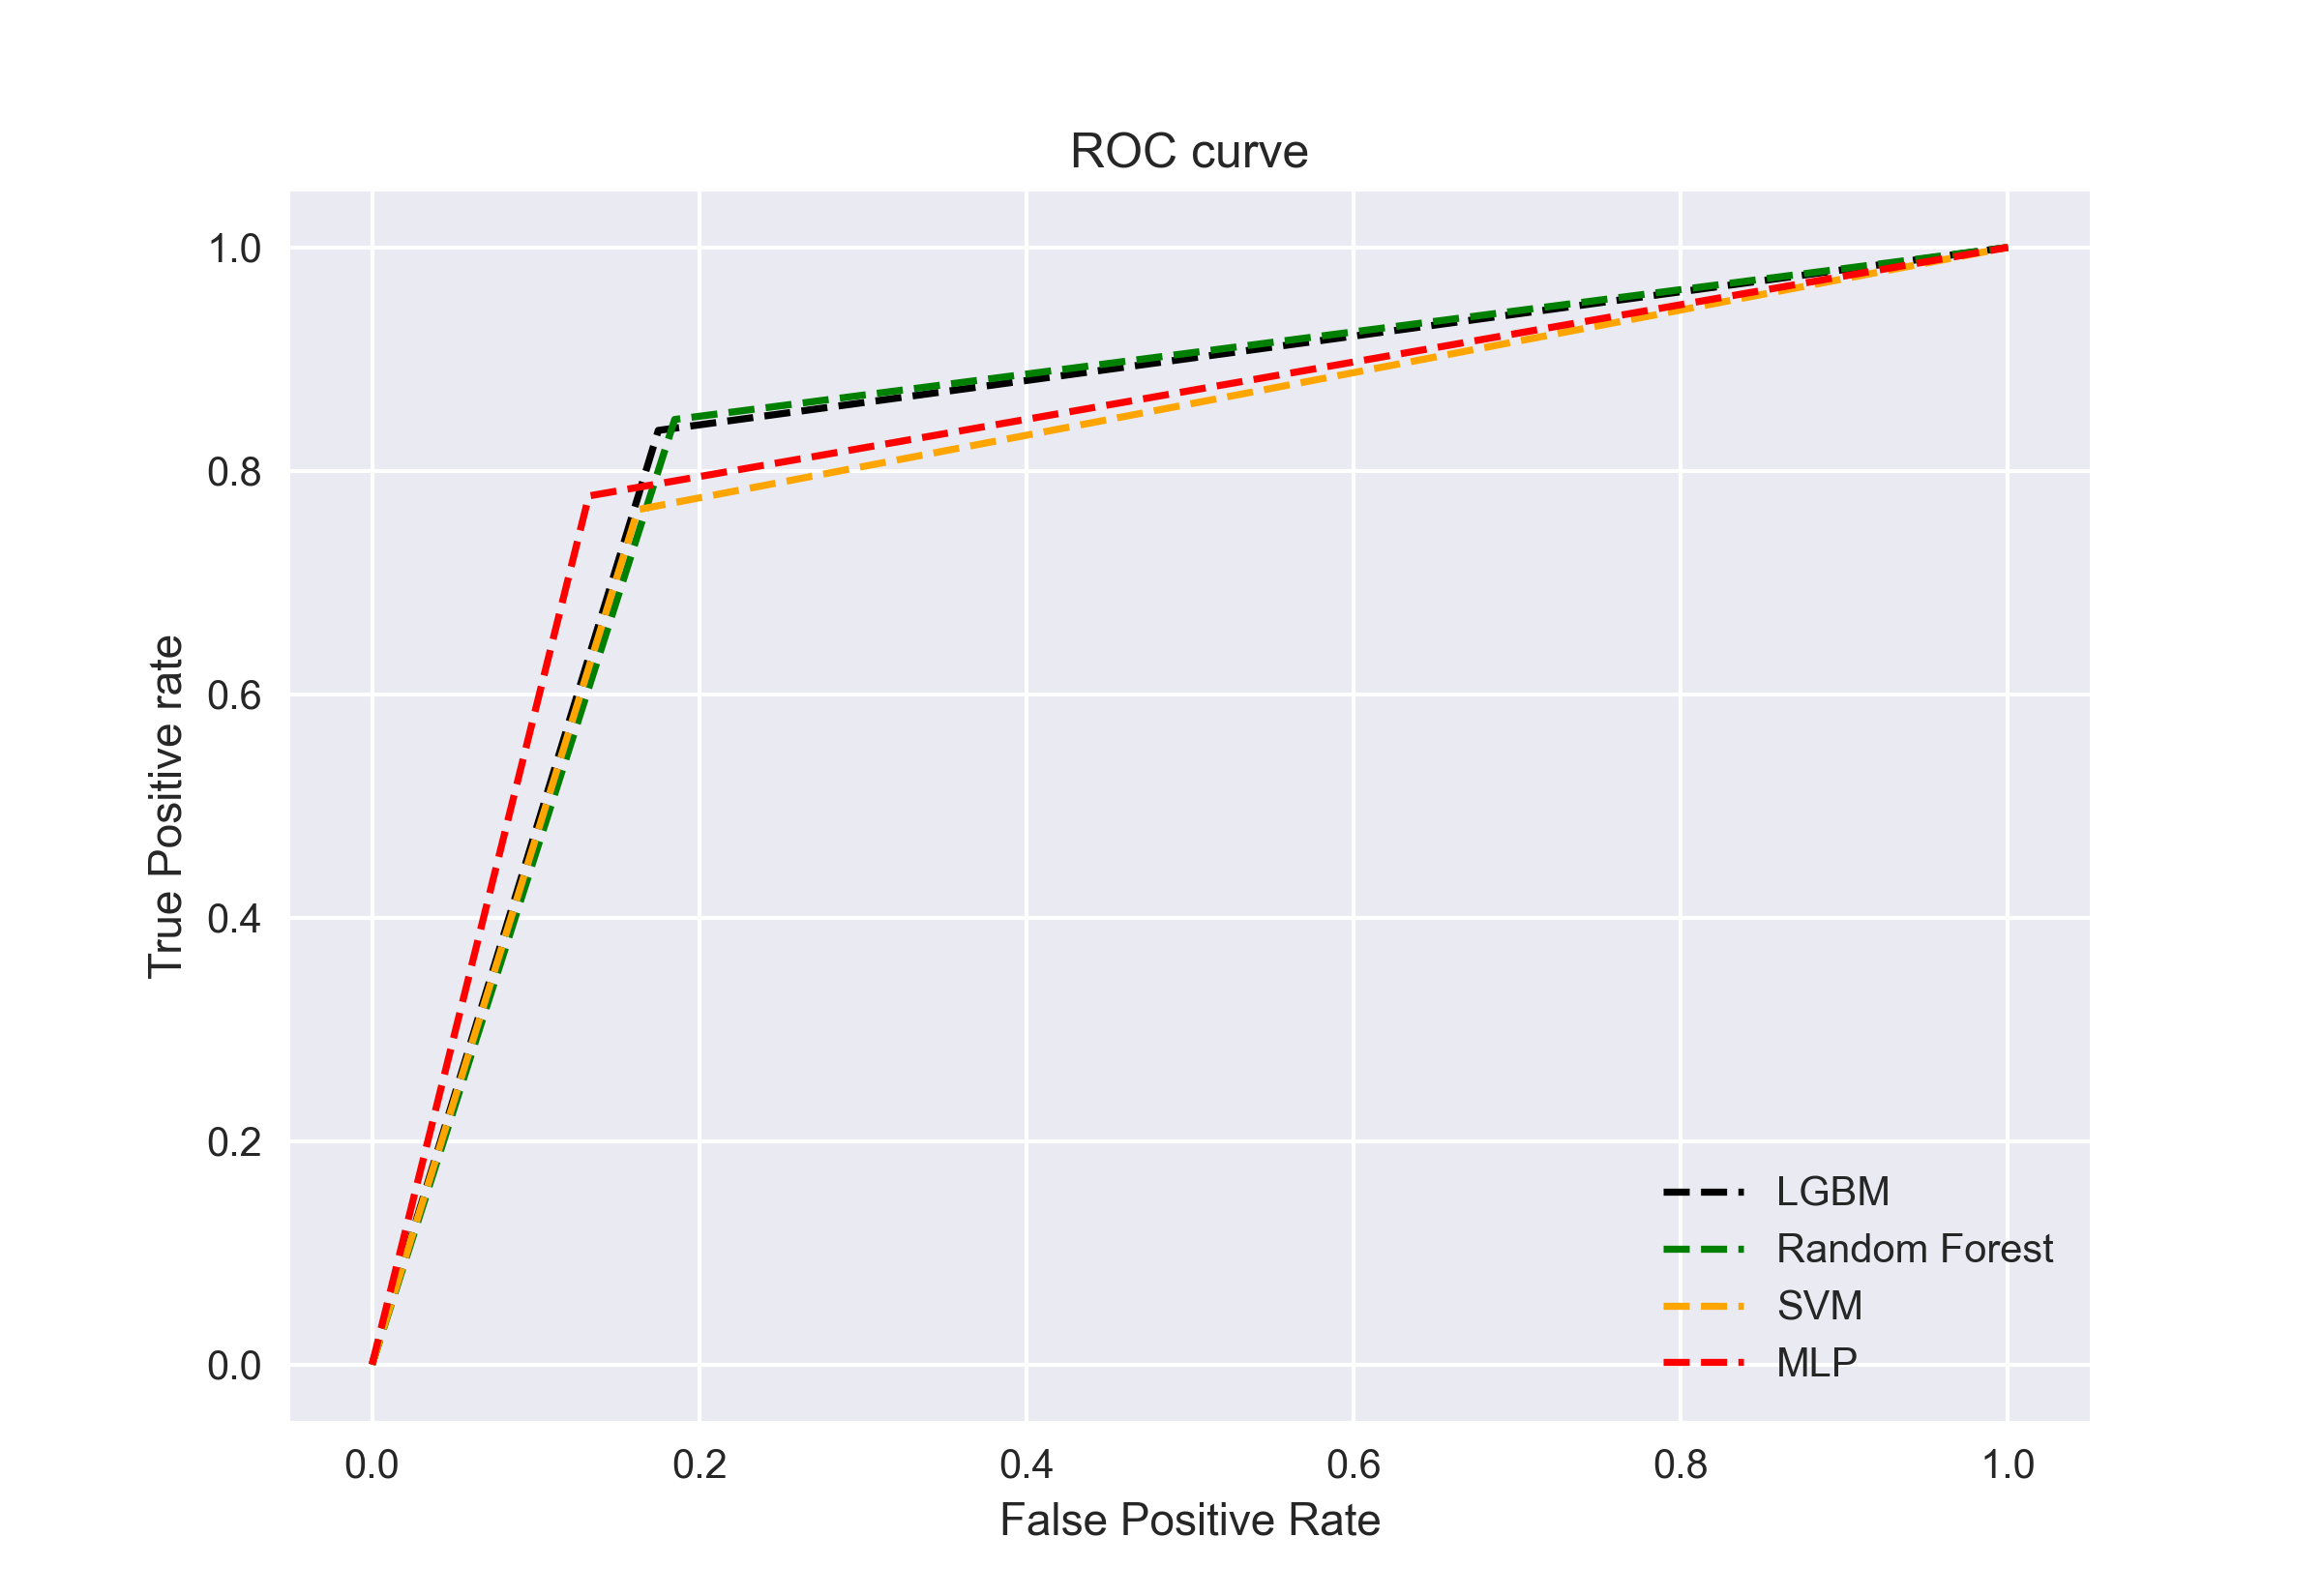 ROC curve
1.0
0.8
0.6
0.4
0.2
0.0
True Positive rate
LGBM
Random Forest
SVM
MLP
0.0 0.2 0.4 0.6 0.8 1.0
False Positive Rate